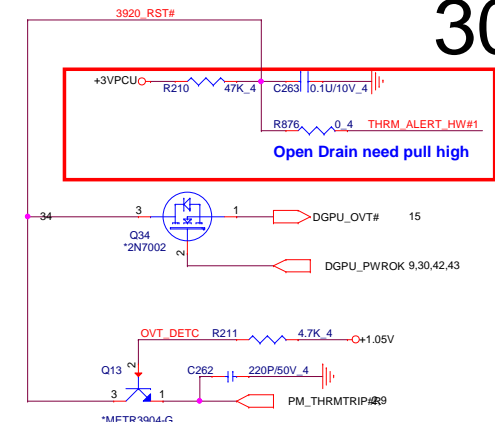 30
3920_RST#
+3VPCU
R210 47K_4 C263 0.1U/10V_4
R876 0_4 THRM_ALERT_HW#1
Open Drain need pull high
34 3 1 DGPU_OVT# 15
Q34
*2N7002
2
DGPU_PWROK 9,30,42,43
OVT_DETC R211 4.7K_4 +1.05V
Q13 2 C262 220P/50V_4
3 1 PM_THRMTRIP#
*METR3904-G